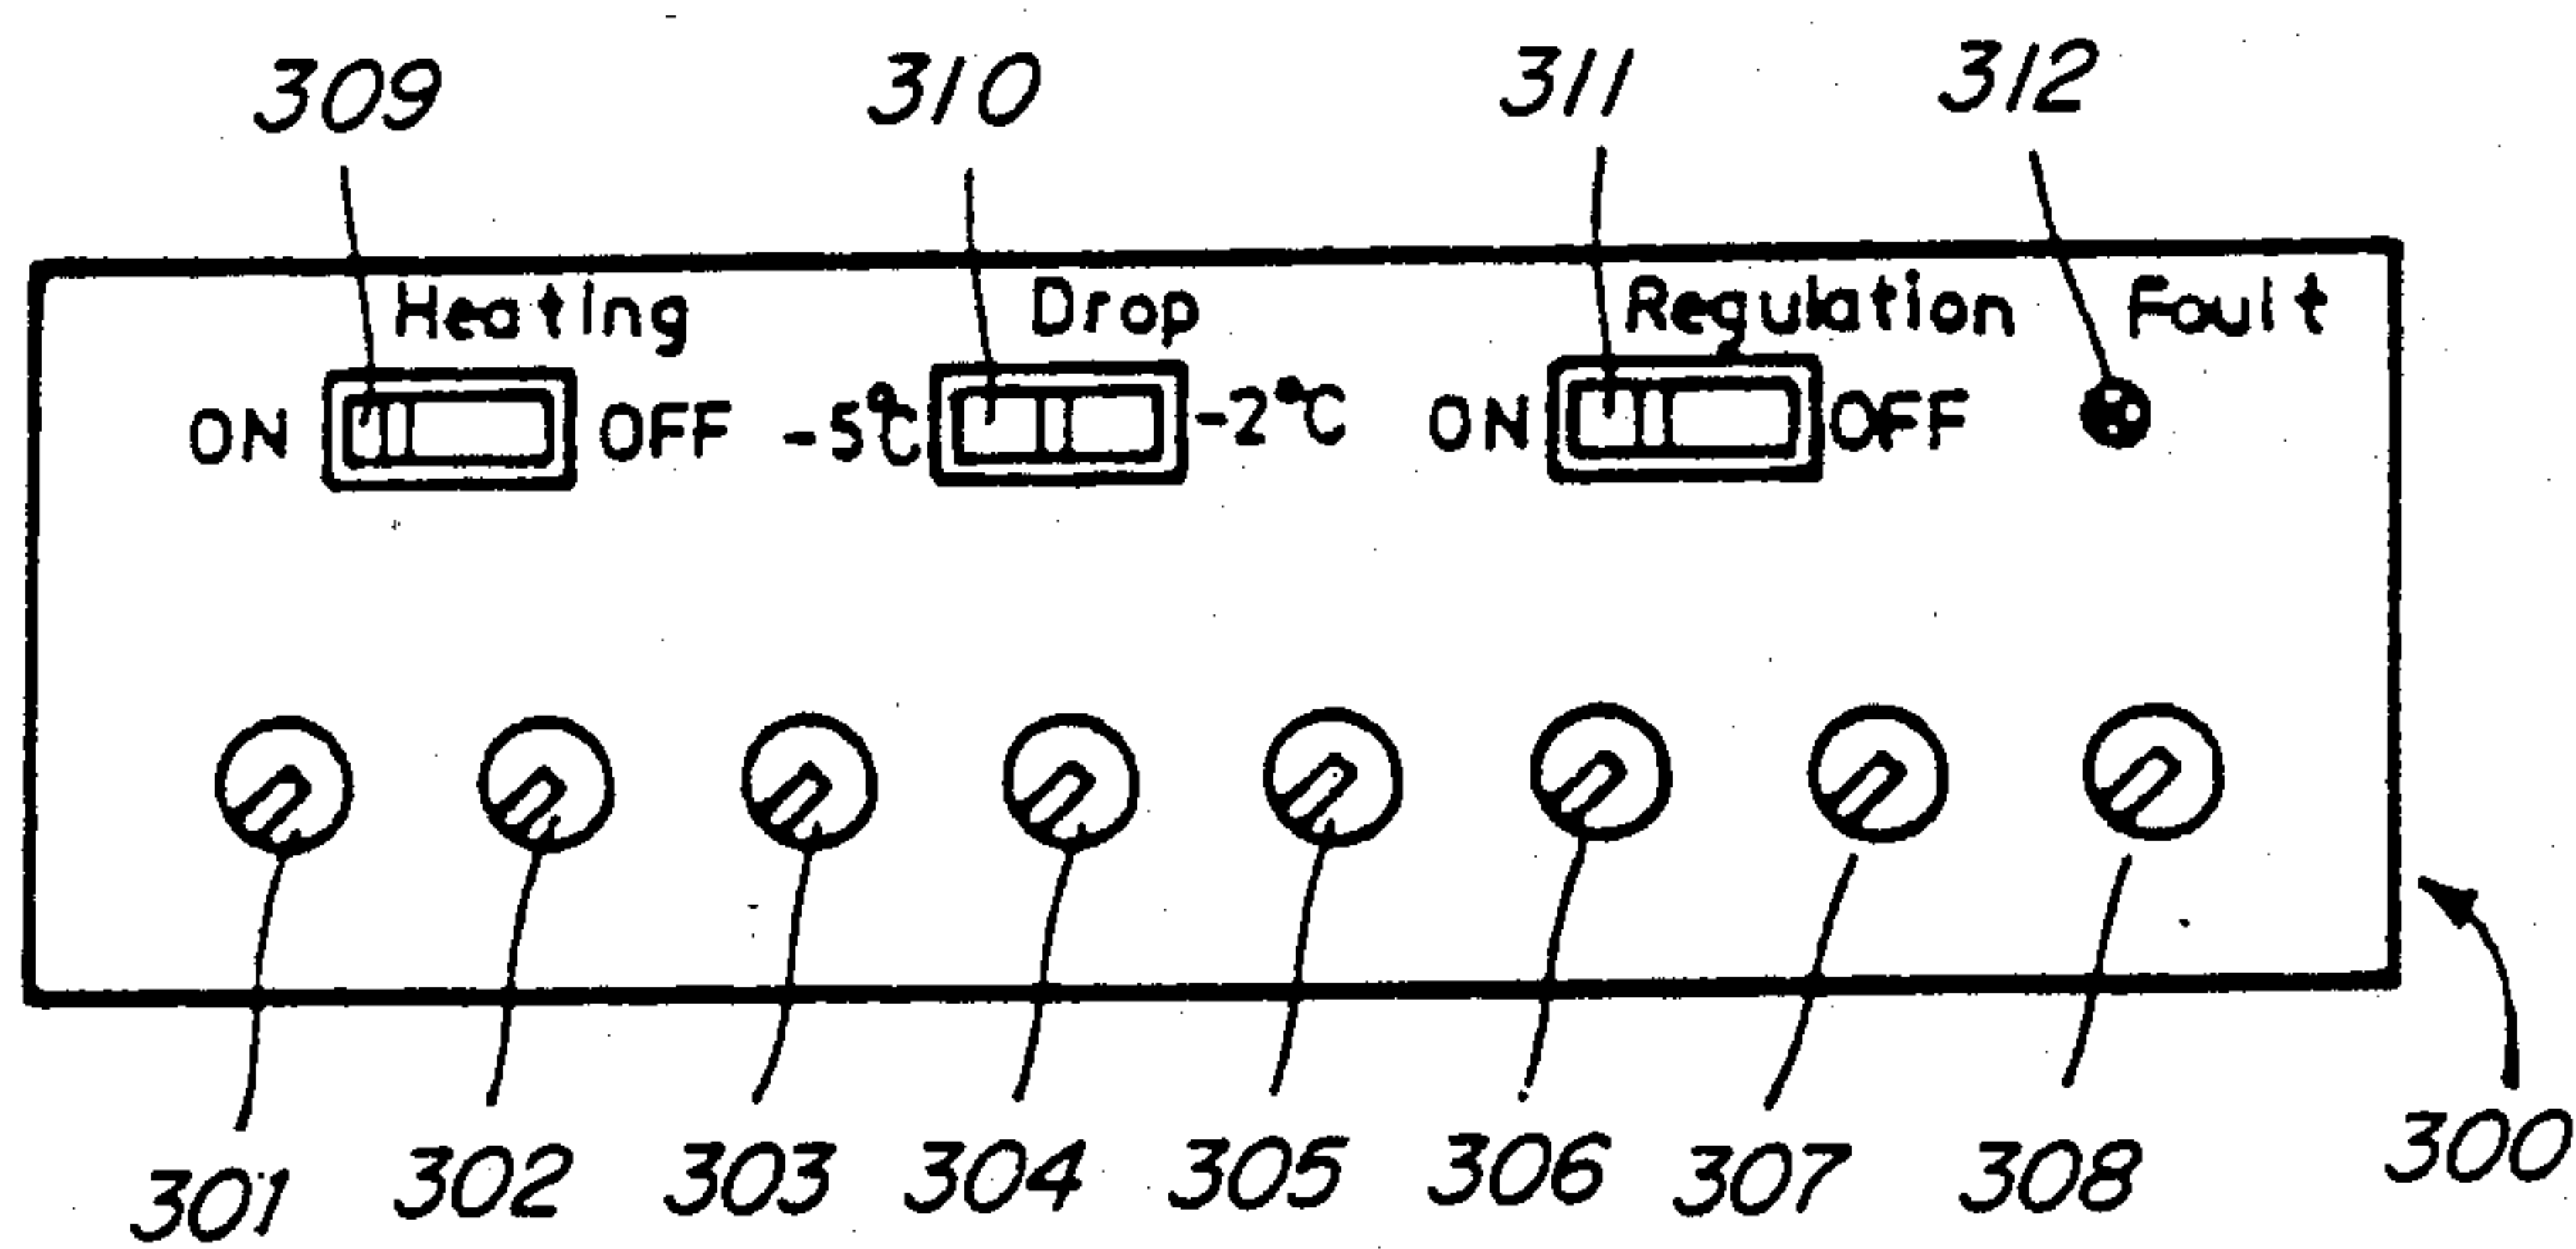 309 310 311 312
Heating Drop Regulation Fault
ON OFF -5°C -2°C ON OFF
301 302 303 304 305 306 307 308 300